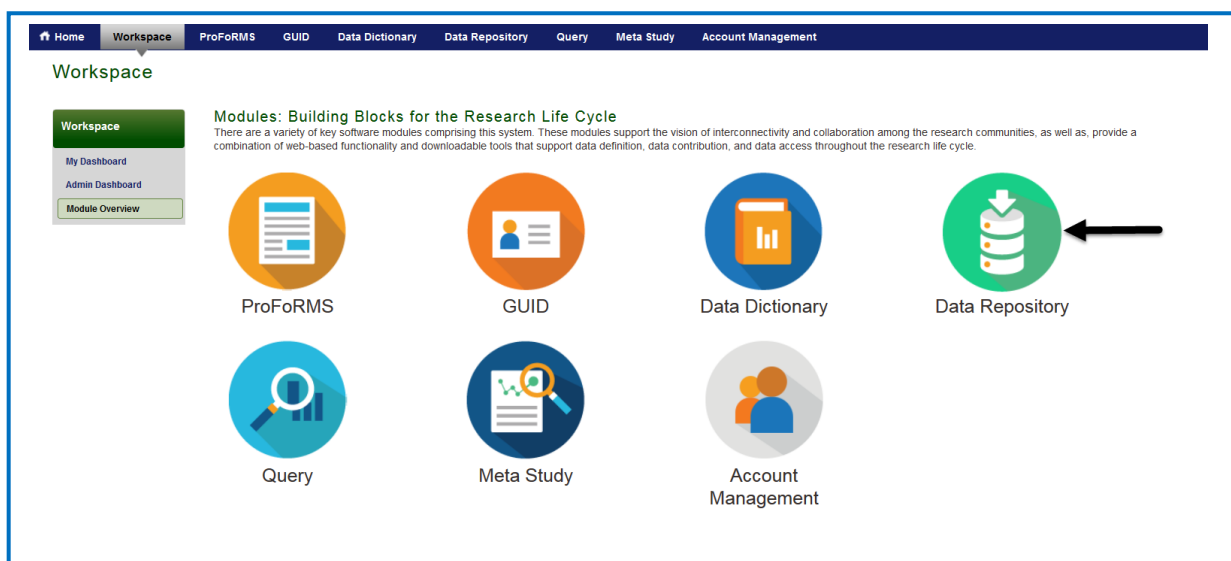 Home Workspace ProFoRMS GUID Data Dictionary Data Repository Query Meta Study Account Management
Workspace
Workspace
My Dashboard
Admin Dashboard
Module Overview
Modules: Building Blocks for the Research Life Cycle
There are a variety of key software modules comprising this system. These modules support the vision of interconnectivity and collaboration among the research communities, as well as, provide a
combination of web-based functionality and downloadable tools that support data definition, data contribution, and data access throughout the research life cycle.
ProFoRMS GUID Data Dictionary Data Repository
Query Meta Study Account
Management